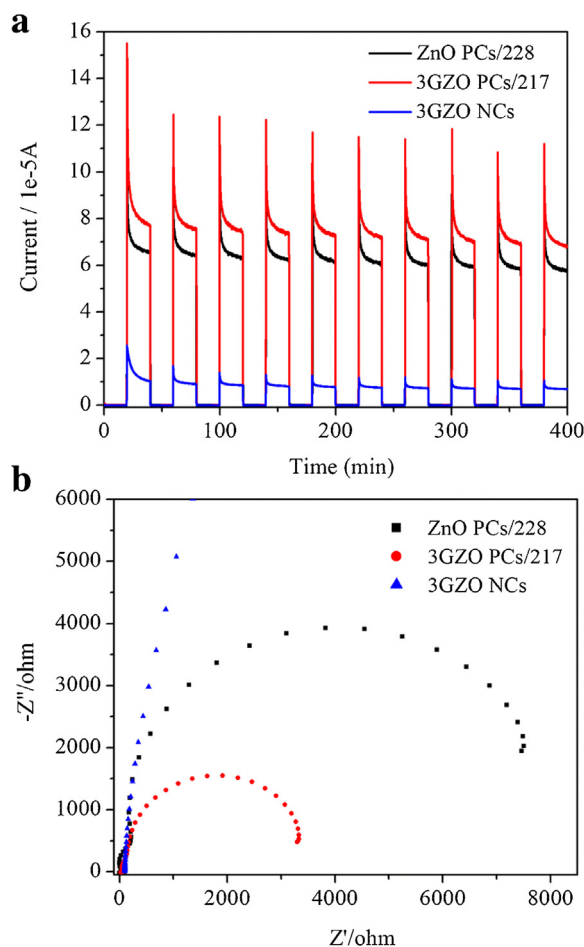 a
16
14
12
10
8
6
4
2
0
Current / 1e-5A
ZnO PCs/228
3GZO PCs/217
3GZO NCs
0
100
200
300
400
Time (min)
b
6000
5000
4000
3000
2000
1000
0
-Z"/ohm
ZnO PCs/228
3GZO PCs/217
3GZO NCs
0
2000
4000
6000
8000
Z'/ohm